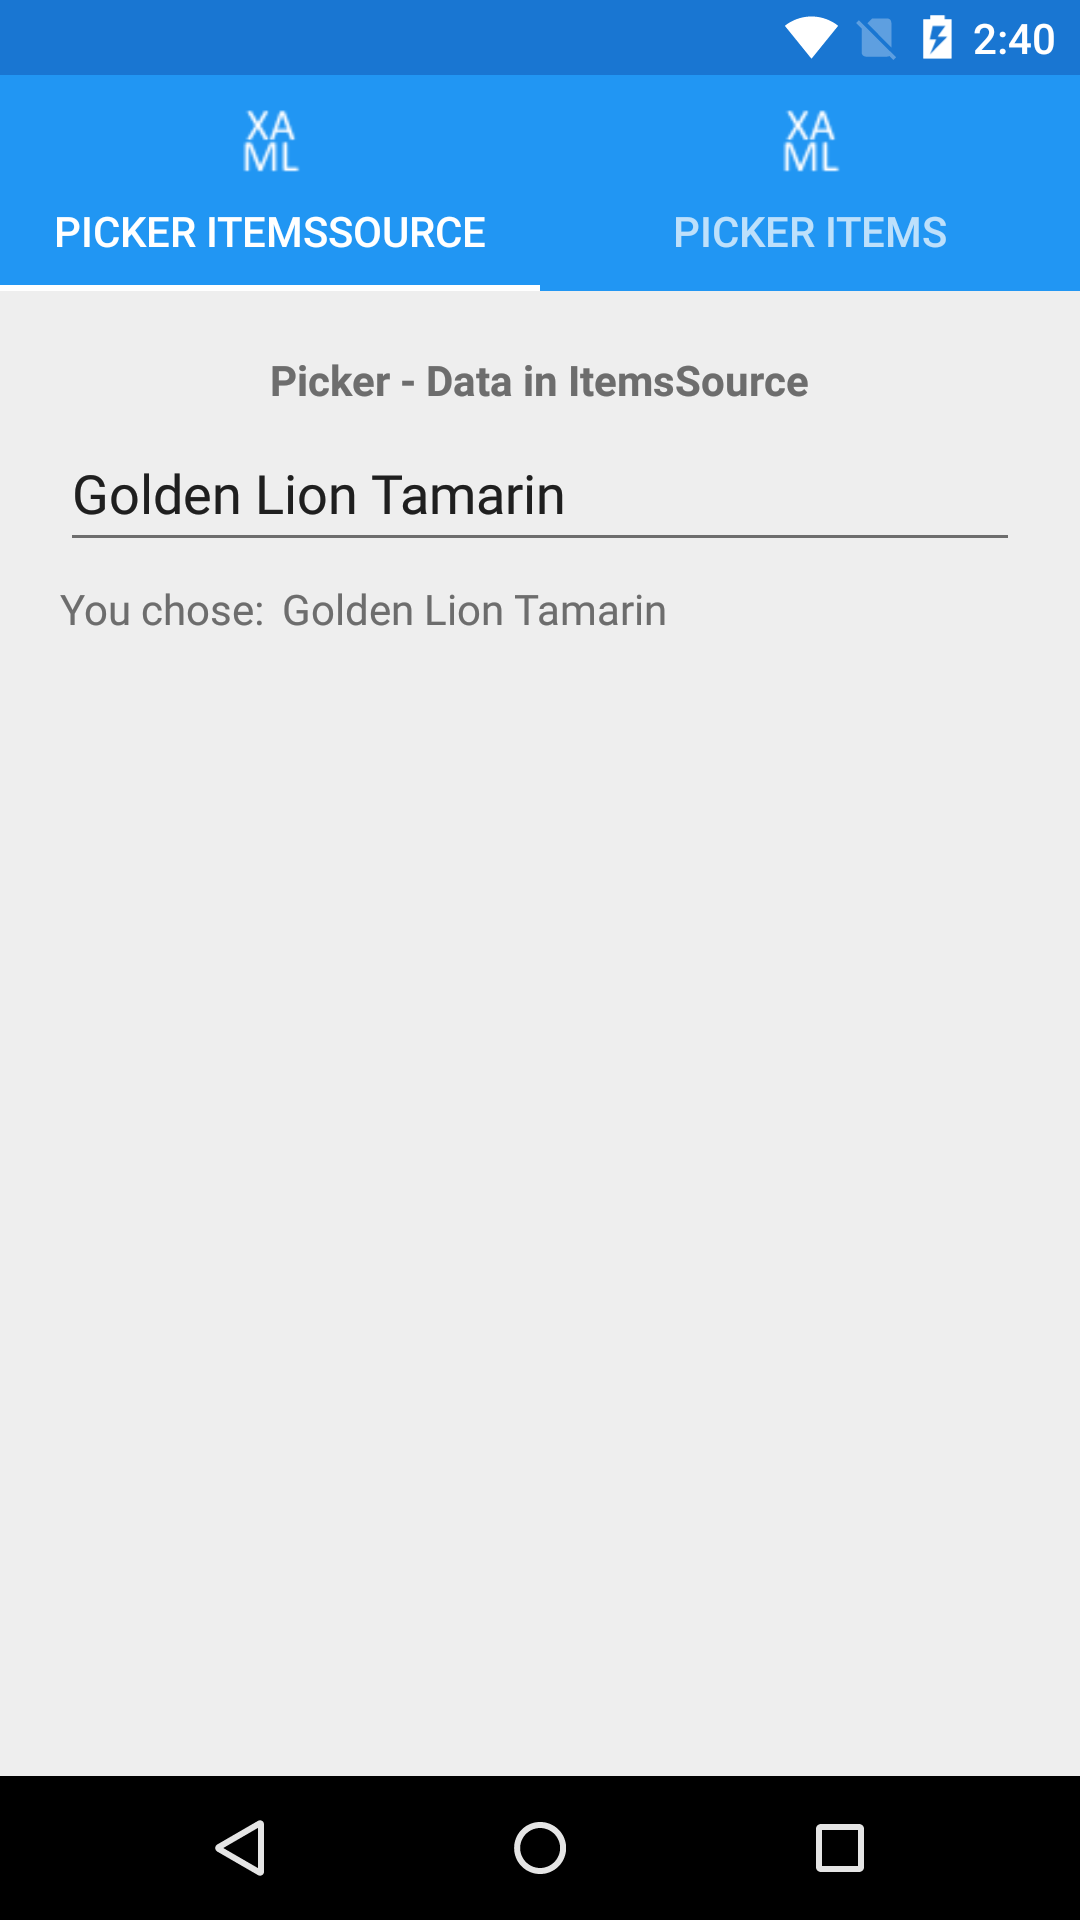 2:40
XA
ML
XA
ML
PICKER ITEMSSOURCE
PICKER ITEMS
Picker - Data in ItemsSource
Golden Lion Tamarin
You chose: Golden Lion Tamarin